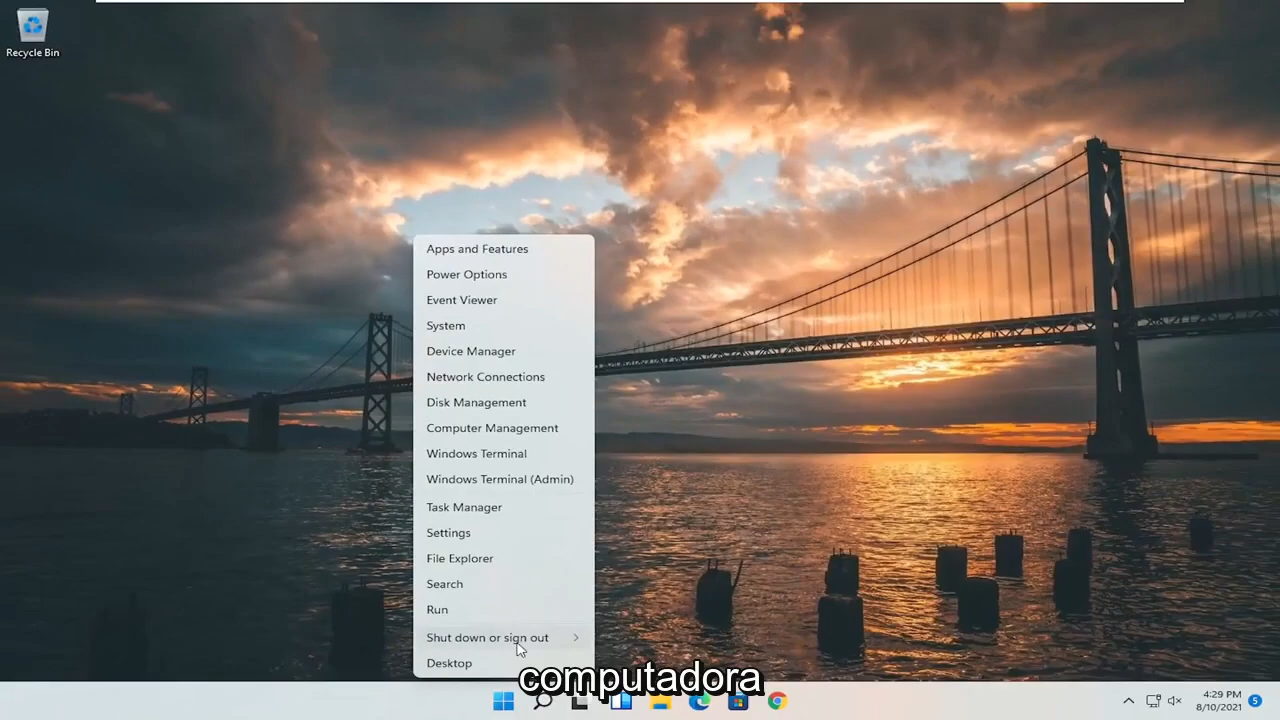 Recycle Bin
Apps and Features
Power Options
Event Viewer
System
Device Manager
Network Connections
Disk Management
Computer Management
Windows Terminal
Windows Terminal (Admin)
Task Manager
Settings
File Explorer
Search
Run
Shut down or sign out
Desktop
computadora
4:29 PM
8/10/2021
5